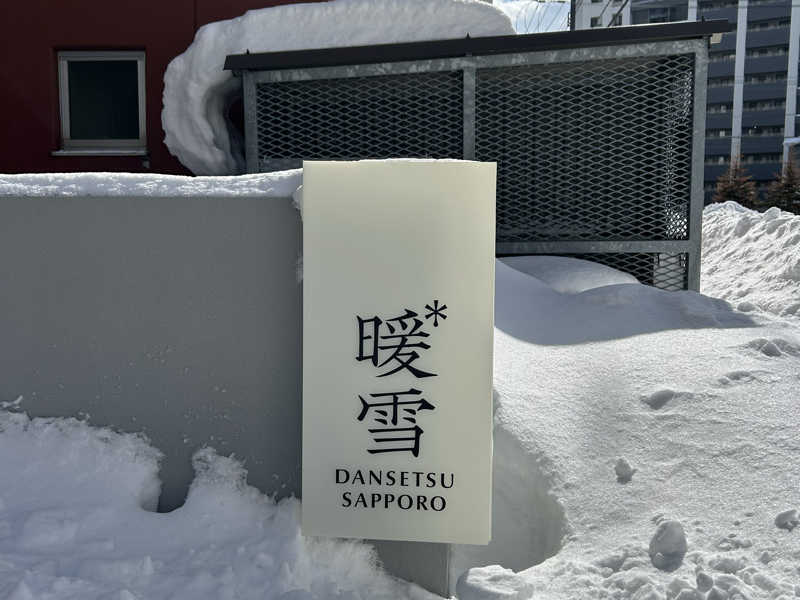 暖*
雪
DANSETSU
SAPPORO